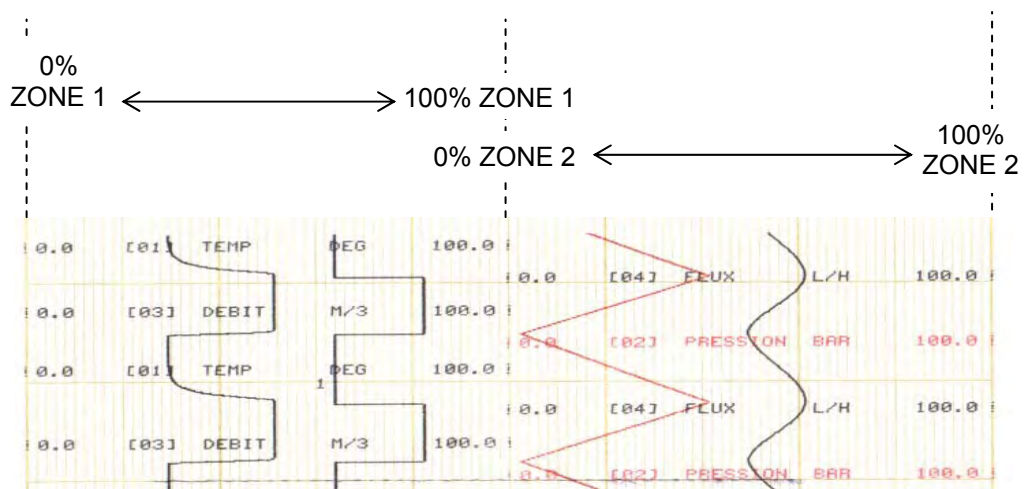 0%
ZONE 1
100% ZONE 1
0% ZONE 2
100%
ZONE 2
0.0 [01] TEMP DEG 100.0
0.0 [04] FLUX L/H 100.0
0.0 [03] DEBIT M/3 100.0
0.0 [02] PRESSION BAR 100.0
0.0 [01] TEMP DEG 100.0
1
0.0 [04] FLUX L/H 100.0
0.0 [03] DEBIT M/3 100.0
0.0 [02] PRESSION BAR 100.0